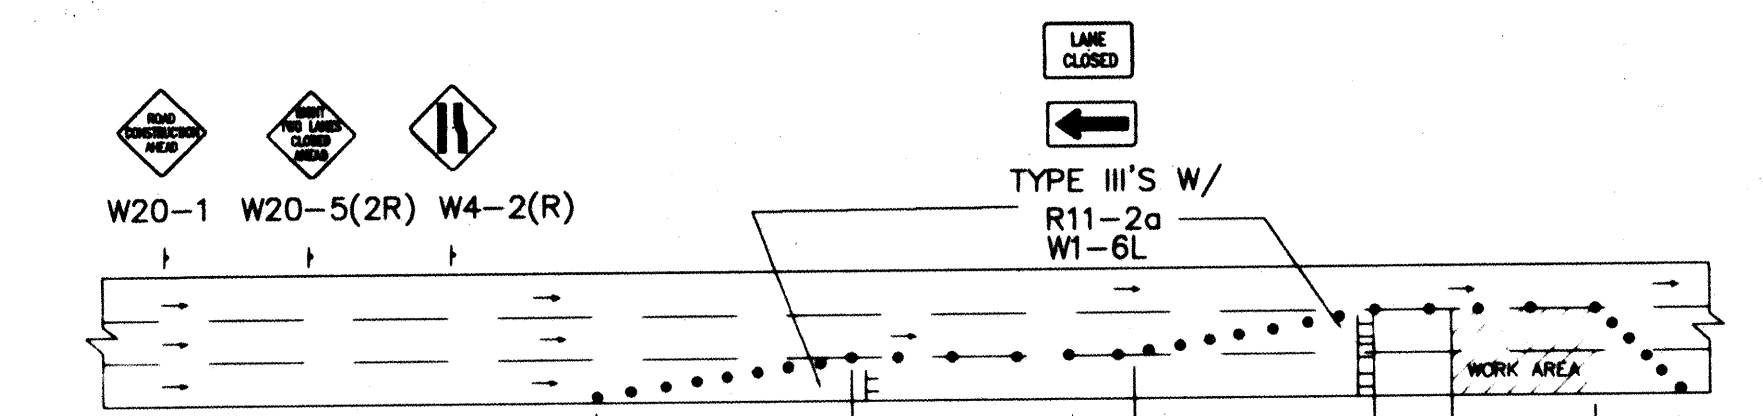 LANE
CLOSED
ROAD
CONSTRUCTION
AHEAD
RIGHT
TWO LANES
CLOSED
AHEAD
W20-1 W20-5(2R) W4-2(R)
TYPE III'S W/
R11-2a
W1-6L
WORK AREA